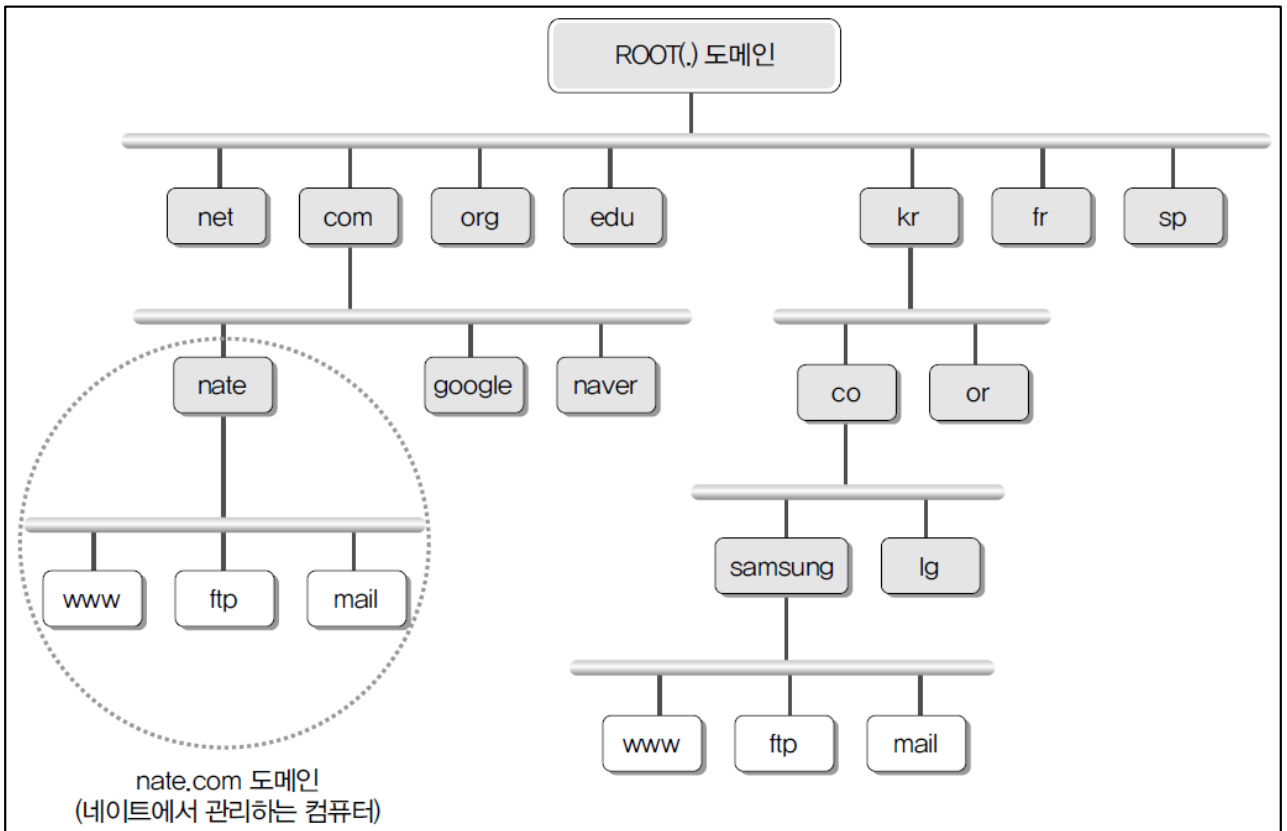 ROOT(.) 도메인
net com org edu kr fr sp
nate google naver co or
samsung lg
www ftp mail
www ftp mail
nate.com 도메인
(네이트에서 관리하는 컴퓨터)